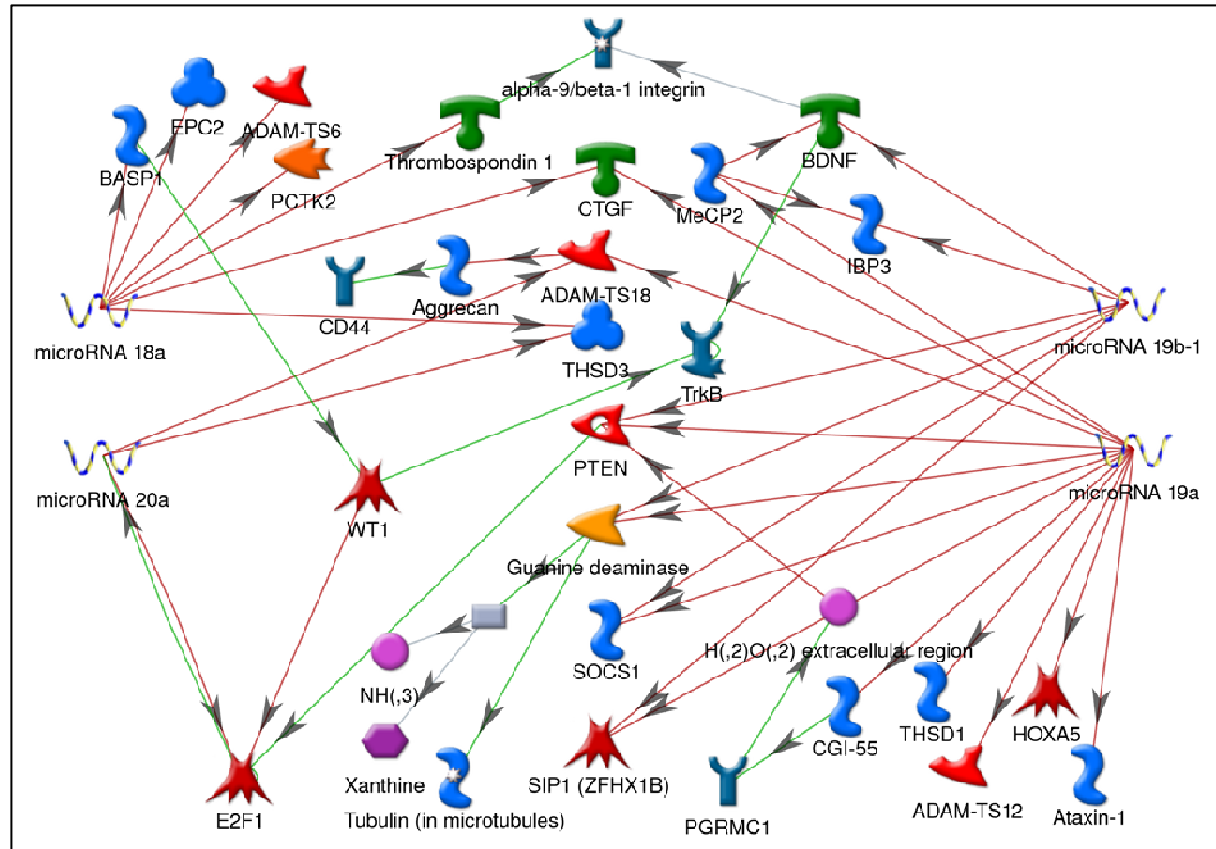 alpha-9/beta-1 integrin
EPC2
ADAM-TS6
Thrombospondin 1
BDNF
BASP1
PCTK2
CTGF
MeCP2
IBP3
ADAM-TS18
Aggrecan
CD44
microRNA 18a
microRNA 19b-1
THSD3
TrkB
PTEN
microRNA 20a
microRNA 19a
WT1
Guanine deaminase
H(,2)O(,2) extracellular region
SOCS1
NH(,3)
THSD1
HOXA5
CGI-55
Xanthine
SIP1 (ZFHX1B)
ADAM-TS12
Ataxin-1
E2F1
Tubulin (in microtubules)
PGRMC1